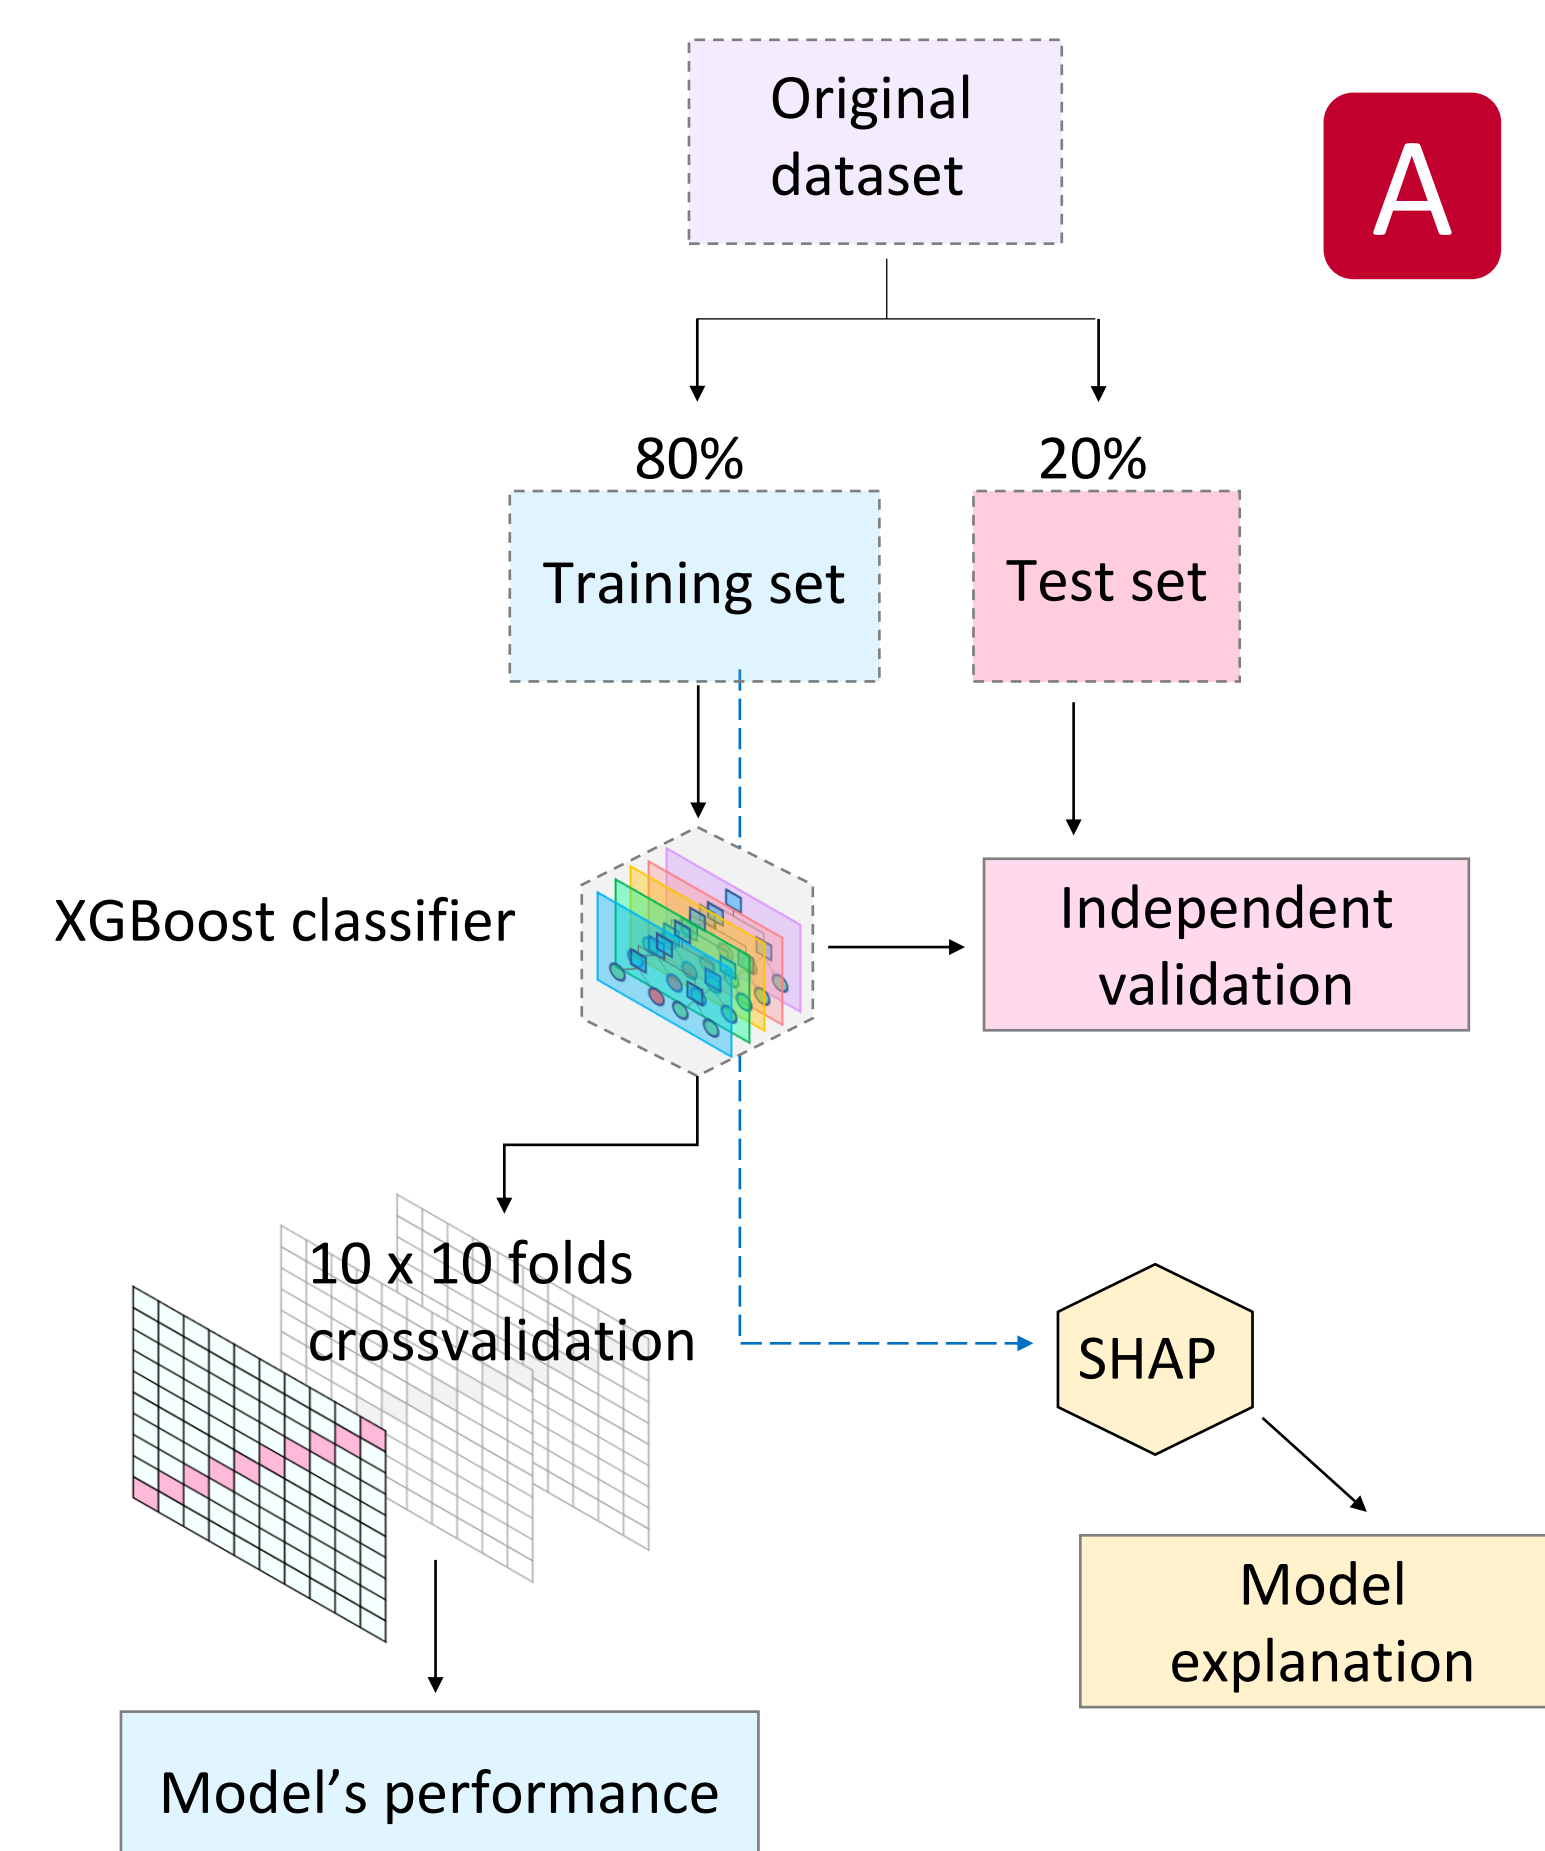 Original
dataset
A
80%
20%
Training set
Test set
XGBoost classifier
Independent
validation
10 x 10 folds
crossvalidation
SHAP
Model
explanation
Model’s performance